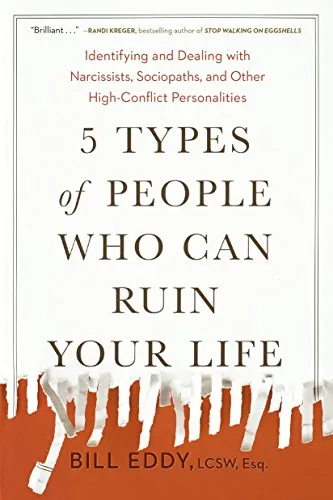 "Brilliant . . ." —RANDI KREGER, bestselling author of STOP WALKING ON EGGSHELLS
Identifying and Dealing with
Narcissists, Sociopaths, and Other
High-Conflict Personalities
5 TYPES
of PEOPLE
WHO CAN
RUIN
YOUR LIFE
BILL EDDY, LCSW, Esq.